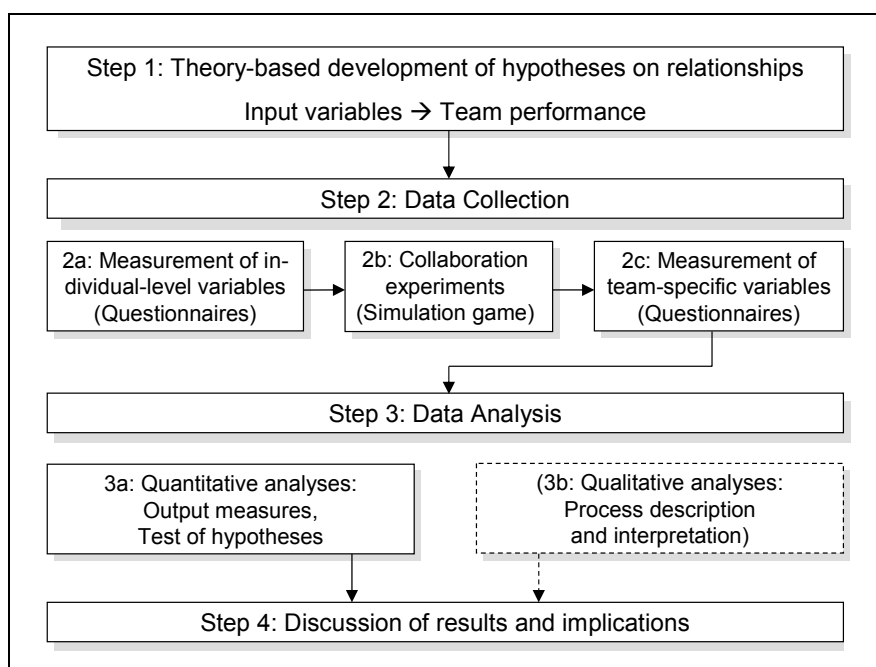 Step 1: Theory-based development of hypotheses on relationships
Input variables → Team performance
Step 2: Data Collection
2a: Measurement of in-
dividual-level variables
(Questionnaires)
2b: Collaboration
experiments
(Simulation game)
2c: Measurement of
team-specific variables
(Questionnaires)
Step 3: Data Analysis
3a: Quantitative analyses:
Output measures,
Test of hypotheses
(3b: Qualitative analyses:
Process description
and interpretation)
Step 4: Discussion of results and implications